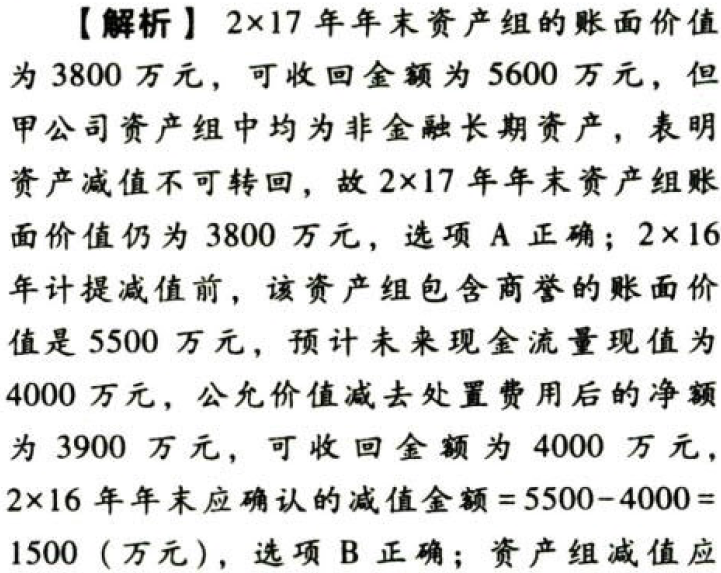 【解析】 2×17 年年末资产组的账面价值
为 3800 万元，可收回金额为 5600 万元，但
甲公司资产组中均为非金融长期资产，表明
资产减值不可转回，故 2×17 年年末资产组账
面价值仍为 3800 万元，选项 A 正确；2×16
年计提减值前，该资产组包含商誉的账面价
值是 5500 万元，预计未来现金流量现值为
4000 万元，公允价值减去处置费用后的净额
为 3900 万元，可收回金额为 4000 万元，
2×16 年年末应确认的减值金额=5500-4000=
1500（万元），选项 B 正确；资产组减值应